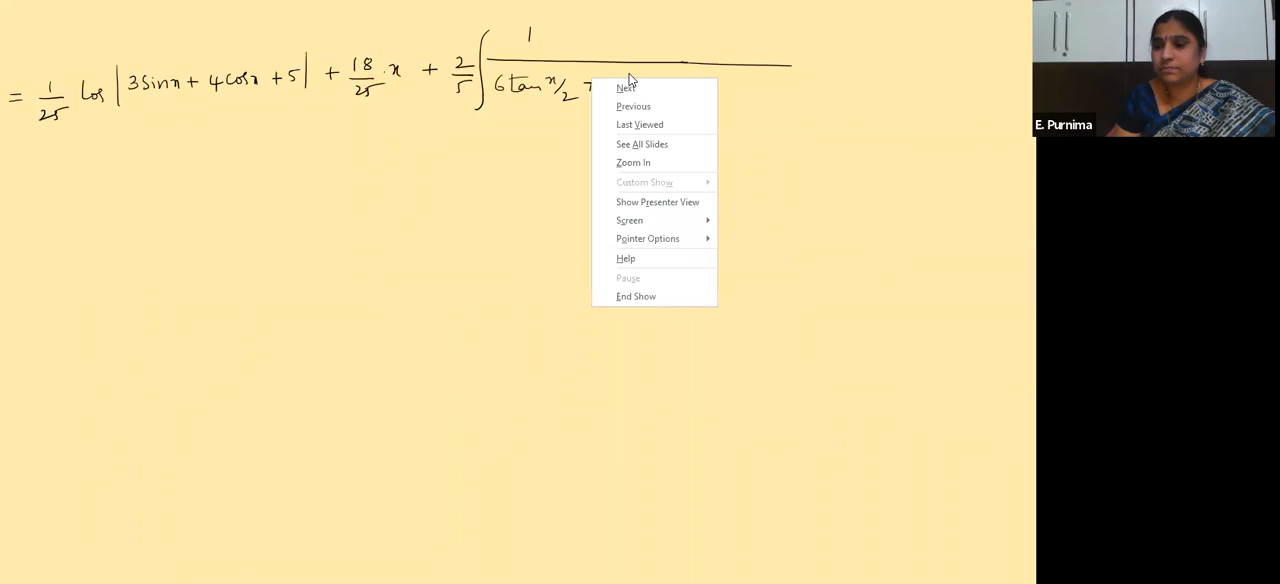 = 1/25 log |3sinx + 4cosx + 5| + 18/25 . x + 2/5 ∫ 1 / 6tan x/2 +
Next
Previous
Last Viewed
See All Slides
Zoom In
Custom Show
Show Presenter View
Screen
Pointer Options
Help
Pause
End Show
E. Purnima